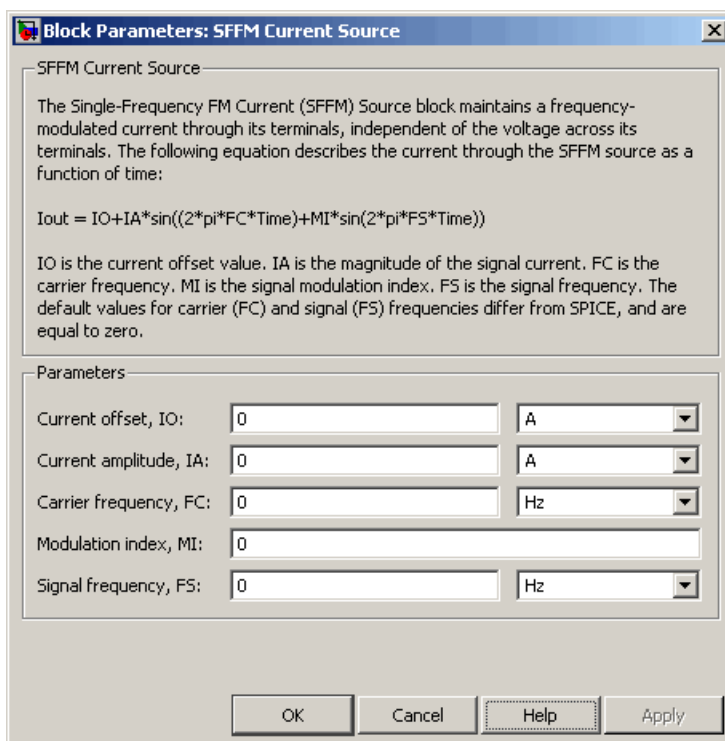 Block Parameters: SFFM Current Source
SFFM Current Source
The Single-Frequency FM Current (SFFM) Source block maintains a frequency-
modulated current through its terminals, independent of the voltage across its
terminals. The following equation describes the current through the SFFM source as a
function of time:
Iout = IO+IA*sin((2*pi*FC*Time)+MI*sin(2*pi*FS*Time))
IO is the current offset value. IA is the magnitude of the signal current. FC is the
carrier frequency. MI is the signal modulation index. FS is the signal frequency. The
default values for carrier (FC) and signal (FS) frequencies differ from SPICE, and are
equal to zero.
Parameters
Current offset, IO: 0 A
Current amplitude, IA: 0 A
Carrier frequency, FC: 0 Hz
Modulation index, MI: 0
Signal frequency, FS: 0 Hz
OK Cancel Help Apply